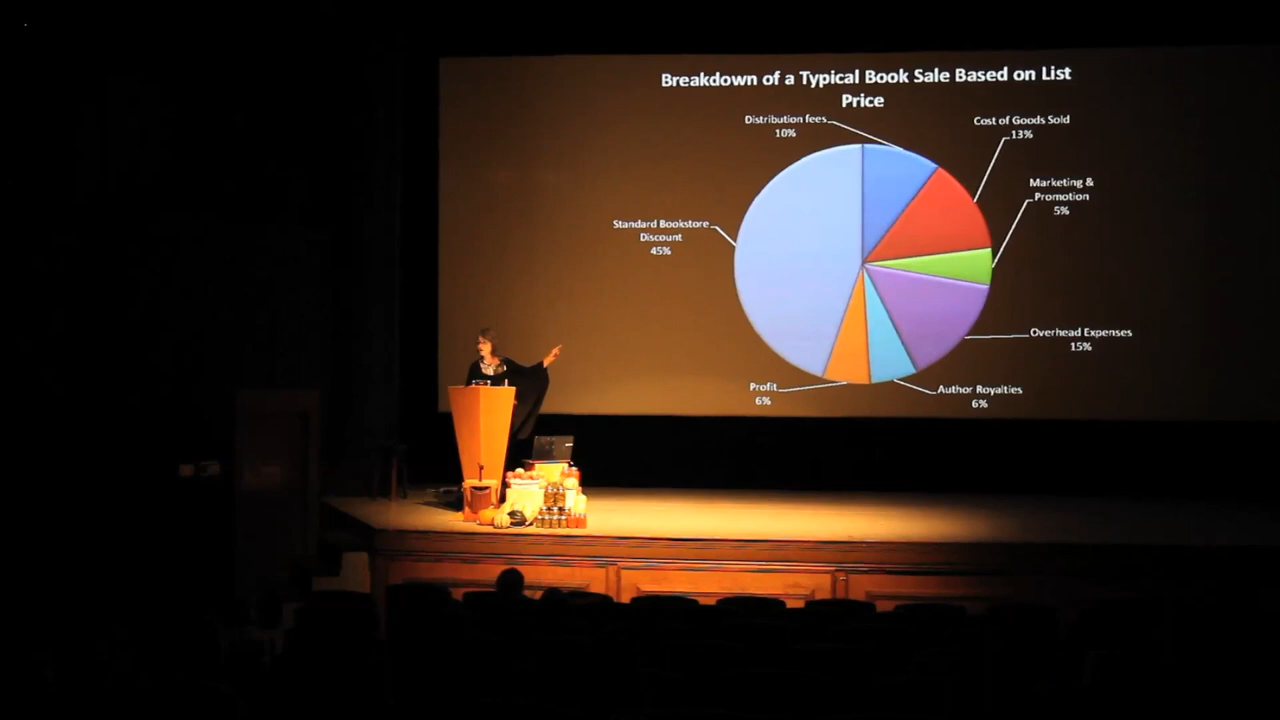 Breakdown of a Typical Book Sale Based on List
Price
Distribution fees
10%
Cost of Goods Sold
13%
Marketing &
Promotion
5%
Standard Bookstore
Discount
45%
Overhead Expenses
15%
Profit
6%
Author Royalties
6%